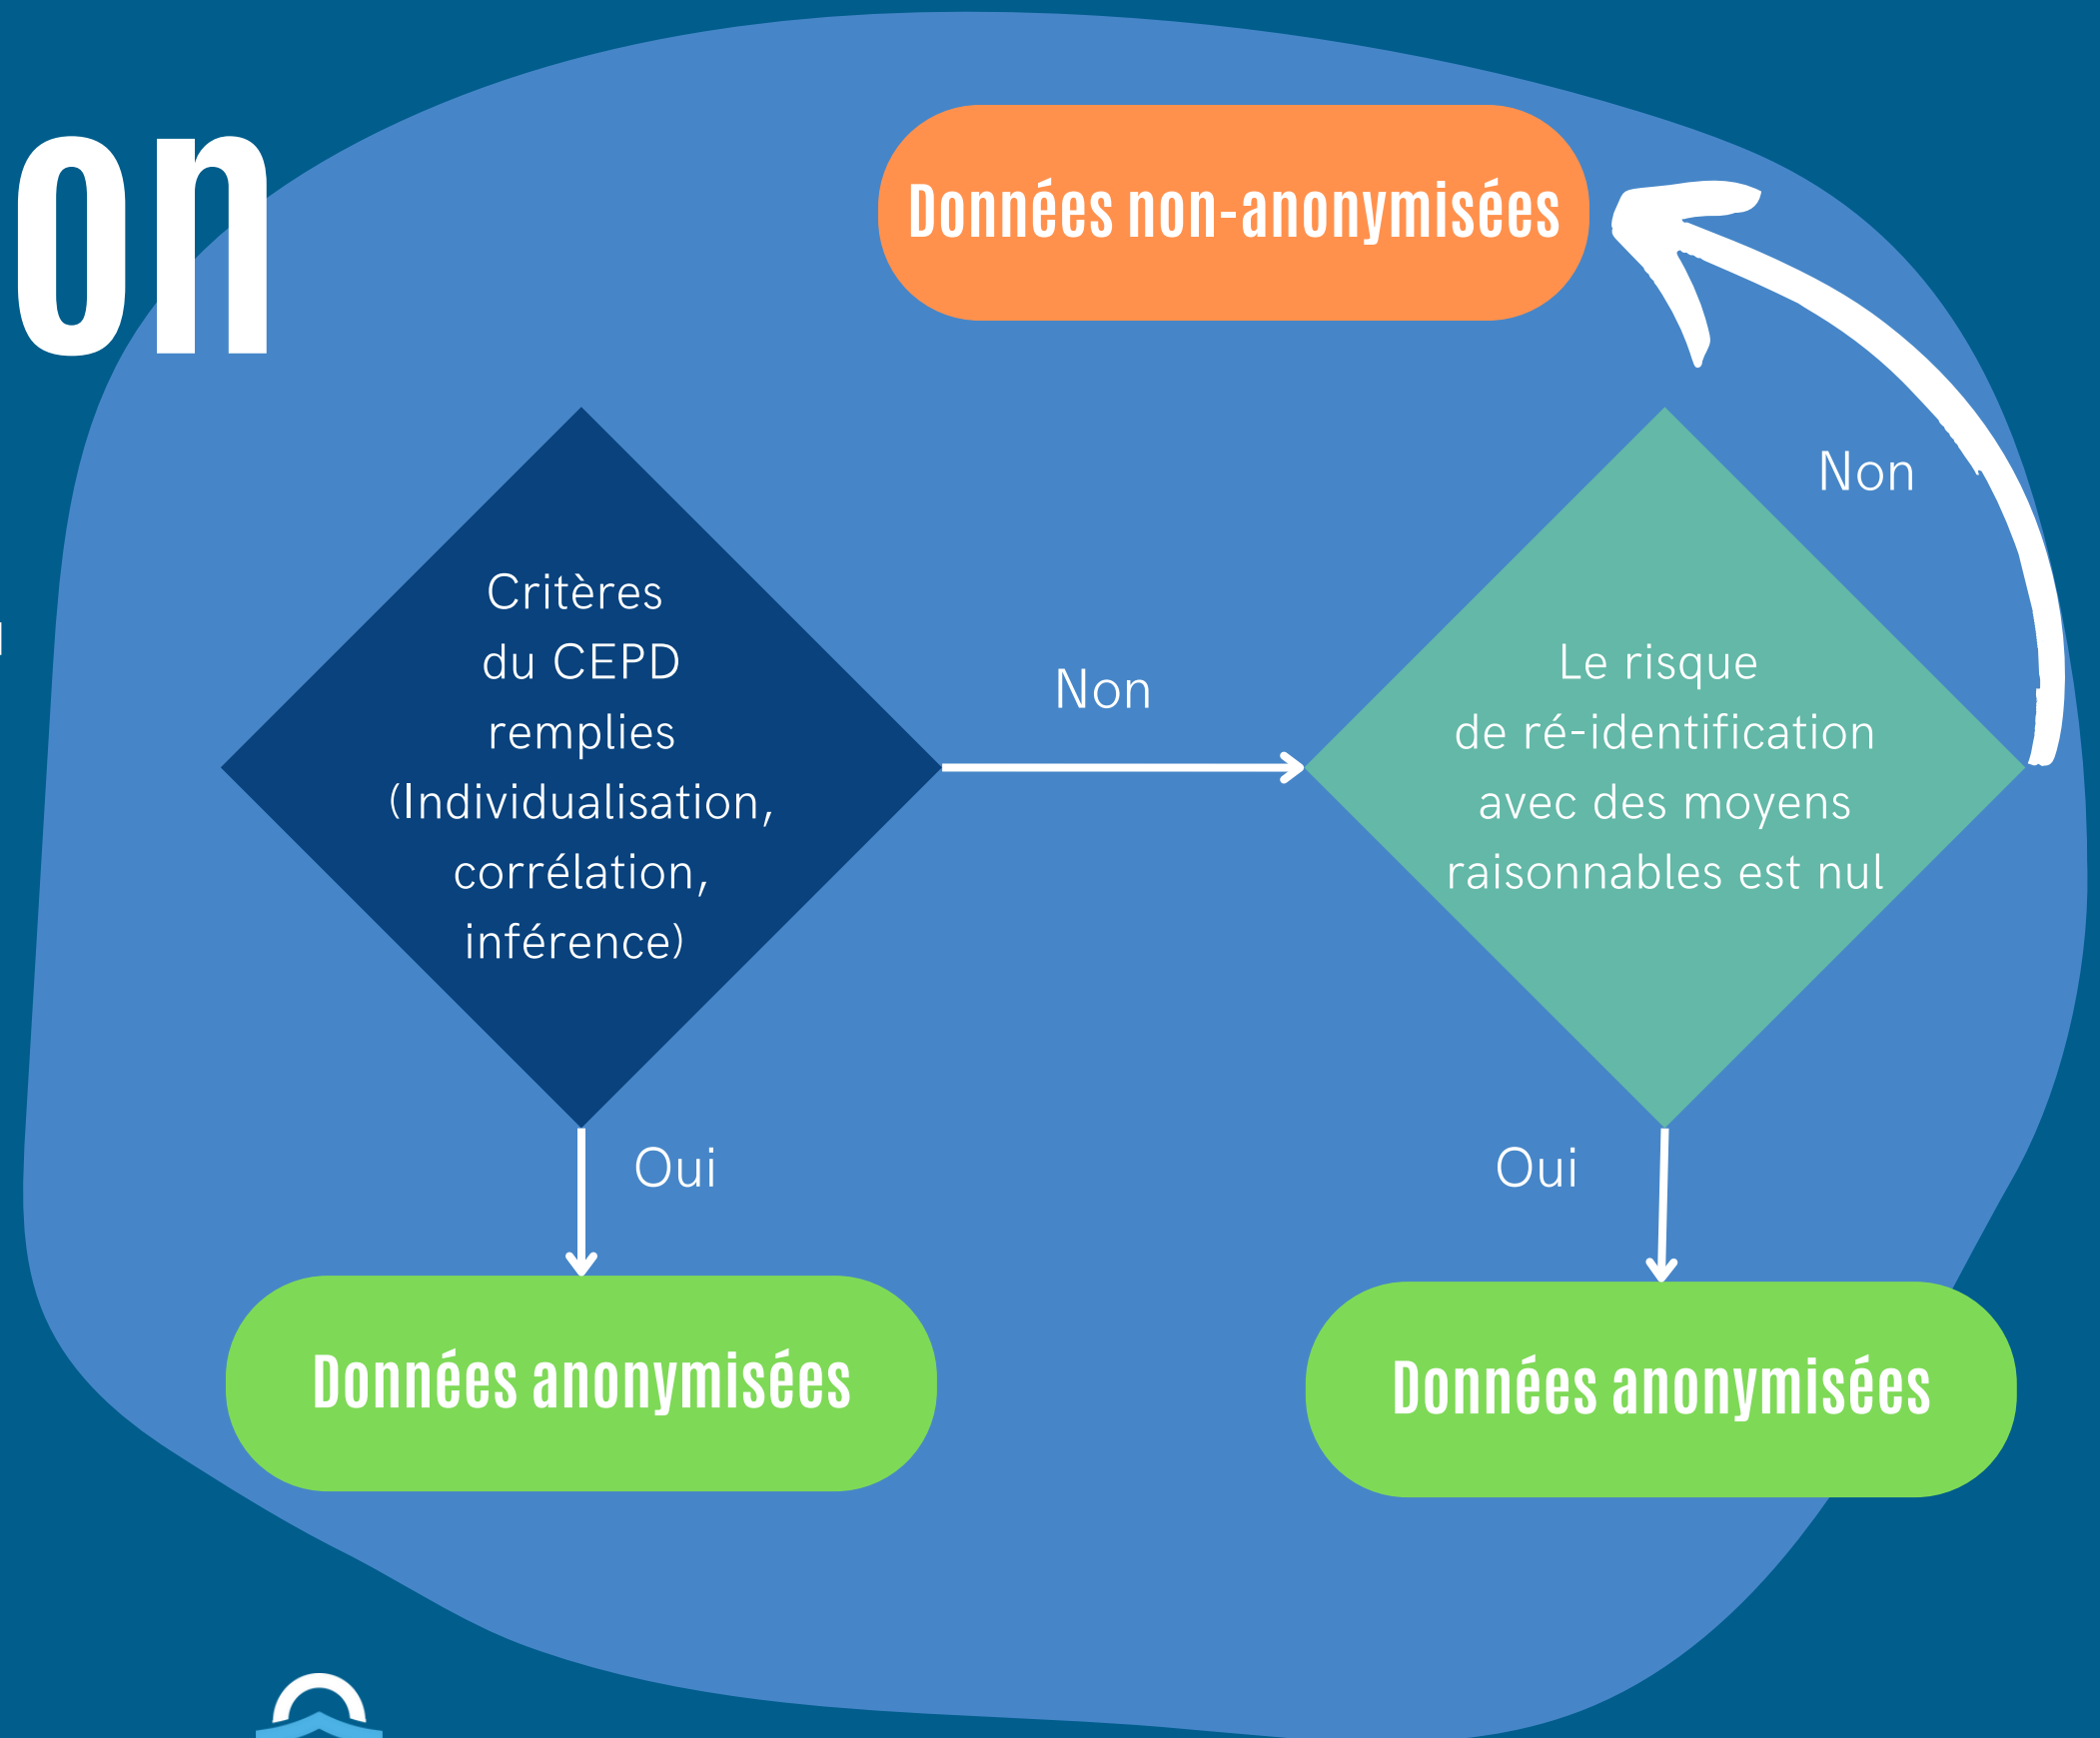 on
Données non-anonymisées
Non
Critères
du CEPD
remplies
(Individualisation,
corrélation,
inférence)
Non
Le risque
de ré-identification
avec des moyens
raisonnables est nul
Oui
Oui
Données anonymisées
Données anonymisées